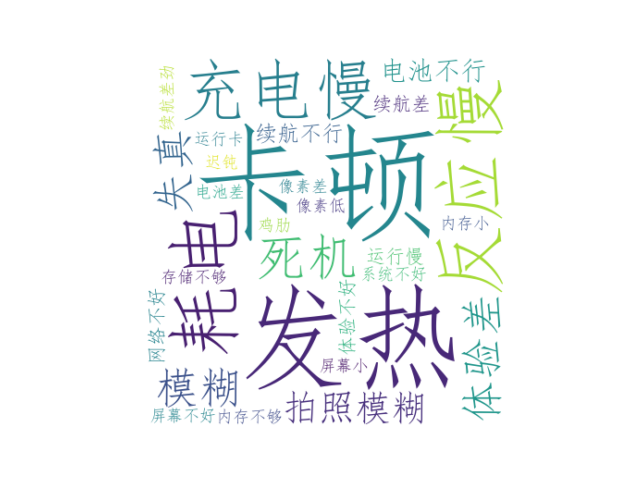 续航差劲
充电慢
电池不行
续航差
反应慢
运行卡
续航不行
卡顿
失真
迟钝
电池差
像素差
像素低
鸡肋
内存小
耗电
死机
运行慢
系统不好
存储不够
网络不好
发热
体验不好
屏幕小
体验差
模糊
拍照模糊
屏幕不好
内存不够